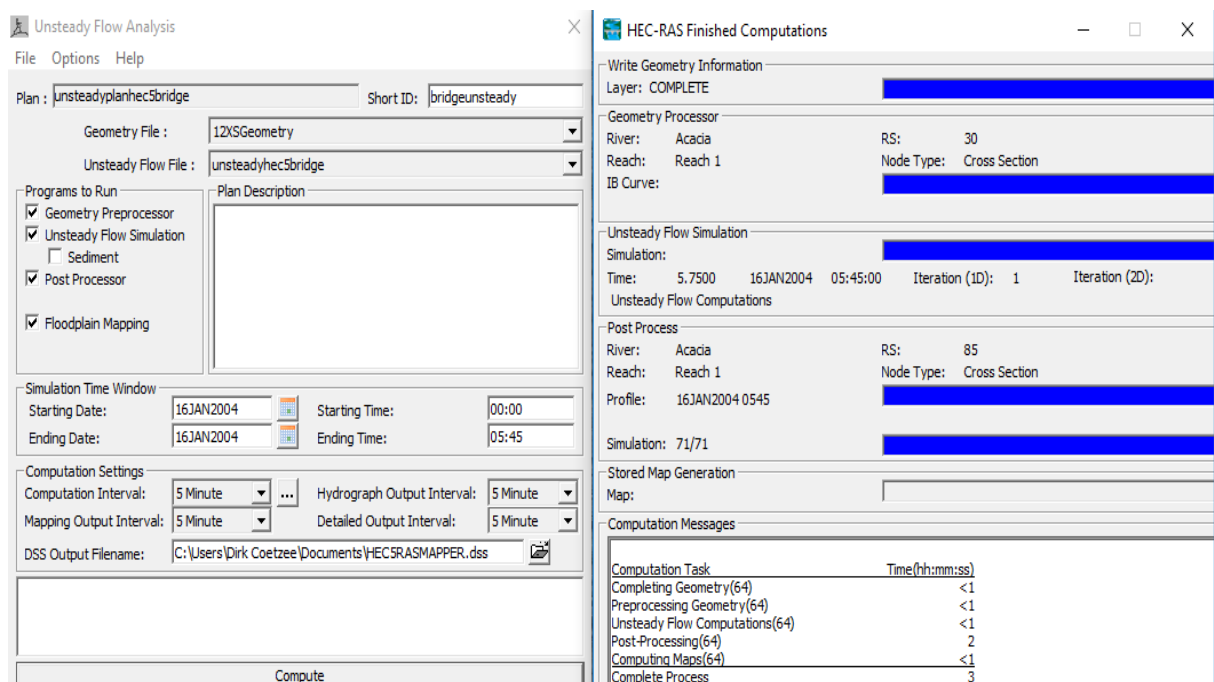 Unsteady Flow Analysis
File Options Help
Plan : unsteadyplanhec5bridge Short ID: bridgeunsteady
Geometry File : 12XSGeometry
Unsteady Flow File : unsteadyhec5bridge
Programs to Run
Geometry Preprocessor
Unsteady Flow Simulation
Sediment
Post Processor
Floodplain Mapping
Plan Description
Simulation Time Window
Starting Date: 16JAN2004 Starting Time: 00:00
Ending Date: 16JAN2004 Ending Time: 05:45
Computation Settings
Computation Interval: 5 Minute ... Hydrograph Output Interval: 5 Minute
Mapping Output Interval: 5 Minute Detailed Output Interval: 5 Minute
DSS Output Filename: C:\Users\Dirk Coetzee\Documents\HEC5RASMAPPER.dss
Compute
HEC-RAS Finished Computations
Write Geometry Information
Layer: COMPLETE
Geometry Processor
River: Acacia RS: 30
Reach: Reach 1 Node Type: Cross Section
IB Curve:
Unsteady Flow Simulation
Simulation:
Time: 5.7500 16JAN2004 05:45:00 Iteration (1D): 1 Iteration (2D):
Unsteady Flow Computations
Post Process
River: Acacia RS: 85
Reach: Reach 1 Node Type: Cross Section
Profile: 16JAN2004 0545
Simulation: 71/71
Stored Map Generation
Map:
Computation Messages
Computation Task Time(hh:mm:ss)
Completing Geometry(64) <1
Preprocessing Geometry(64) <1
Unsteady Flow Computations(64) <1
Post-Processing(64) 2
Computing Maps(64) <1
Complete Process 3